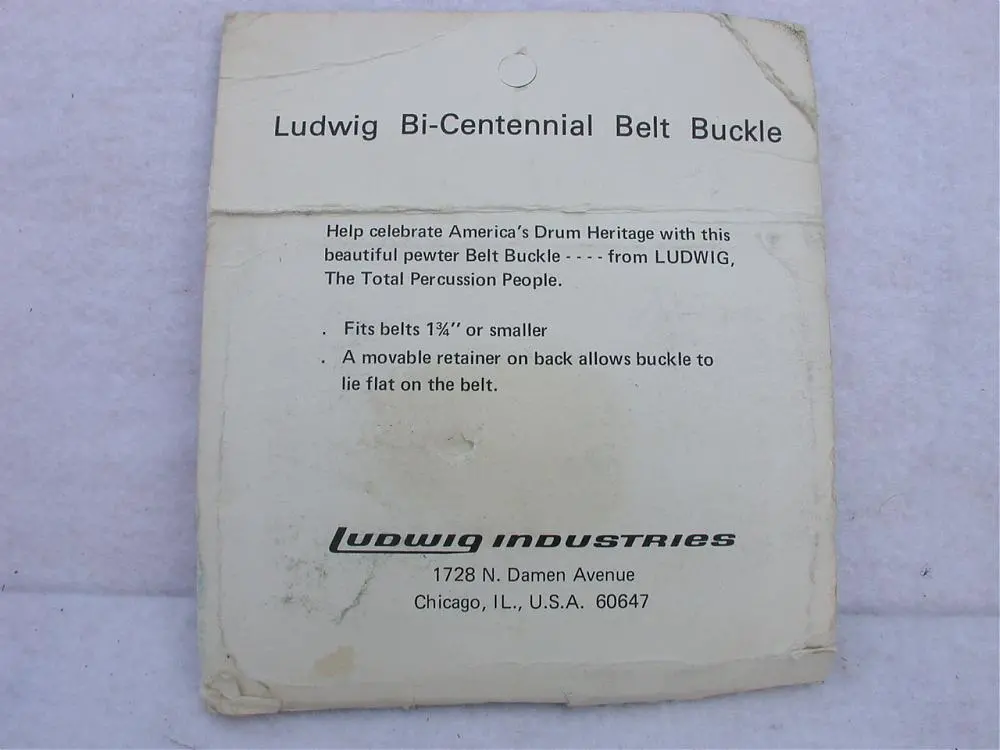 Ludwig Bi-Centennial Belt Buckle
Help celebrate America's Drum Heritage with this
beautiful pewter Belt Buckle - - - - from LUDWIG,
The Total Percussion People.
. Fits belts 1¾" or smaller
. A movable retainer on back allows buckle to
lie flat on the belt.
LUDWIG INDUSTRIES
1728 N. Damen Avenue
Chicago, IL., U.S.A. 60647